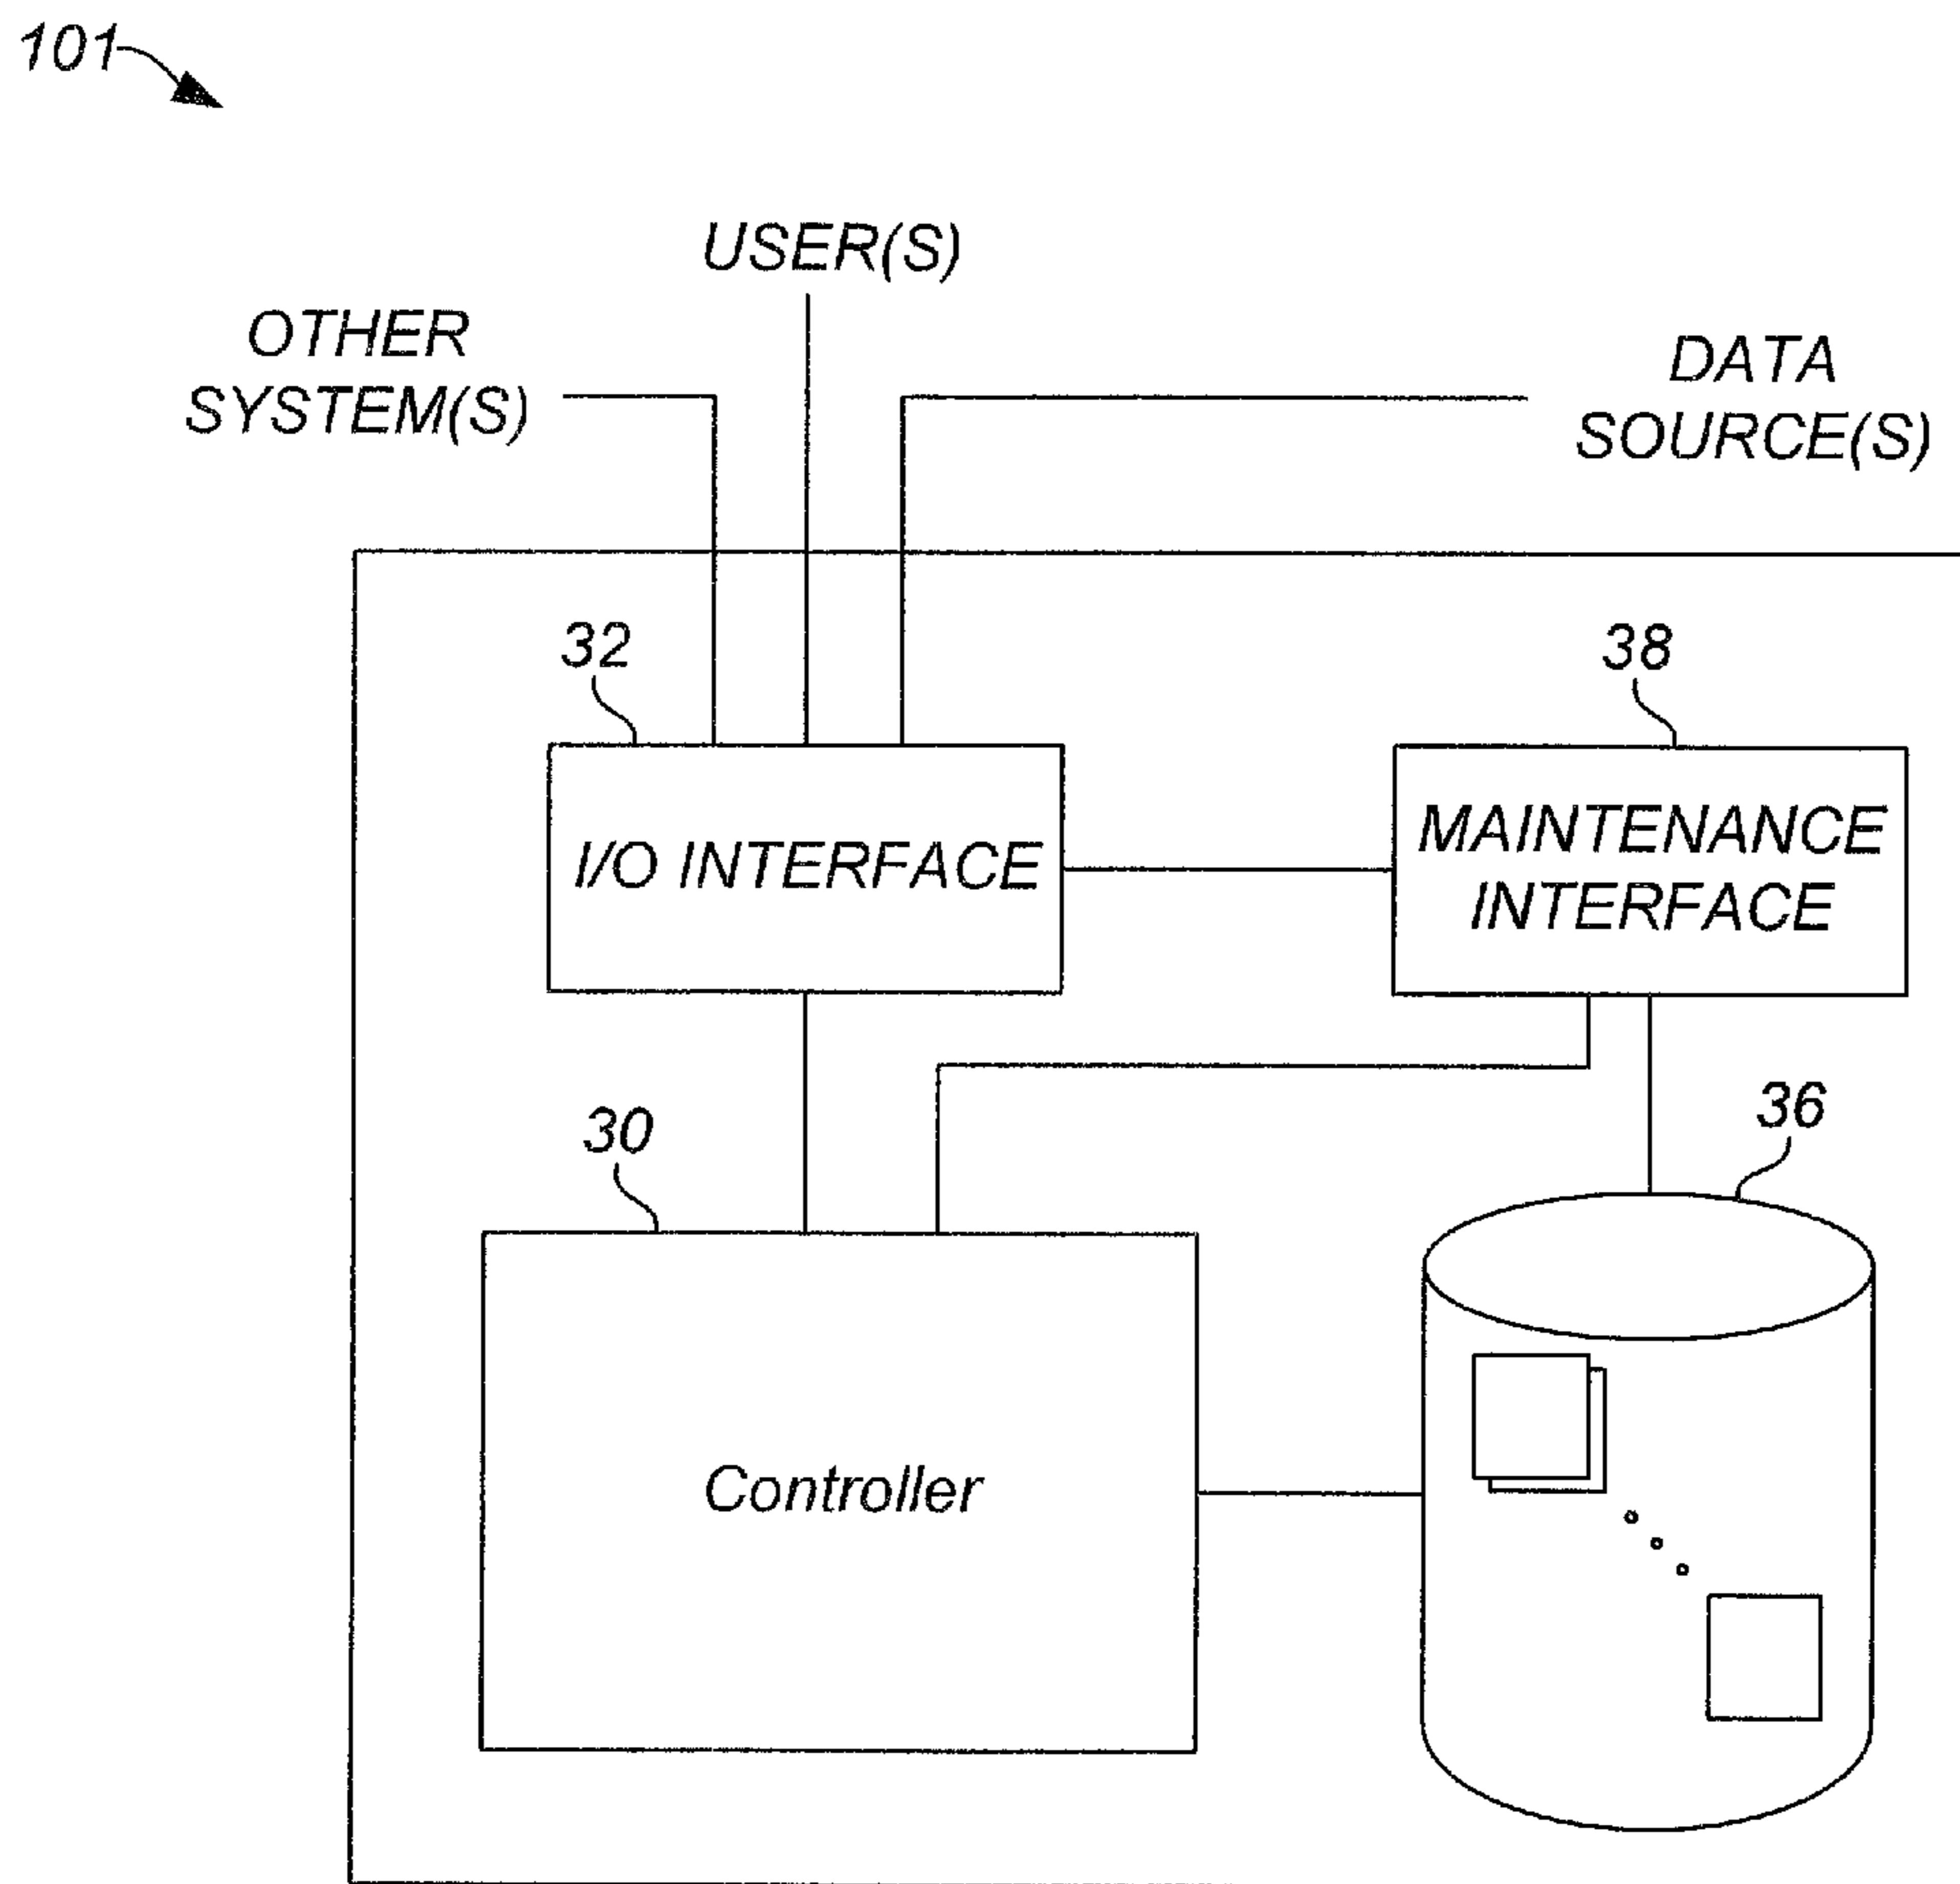 101
USER(S)
OTHER
SYSTEM(S)
DATA
SOURCE(S)
32
38
I/O INTERFACE
MAINTENANCE
INTERFACE
30
36
Controller